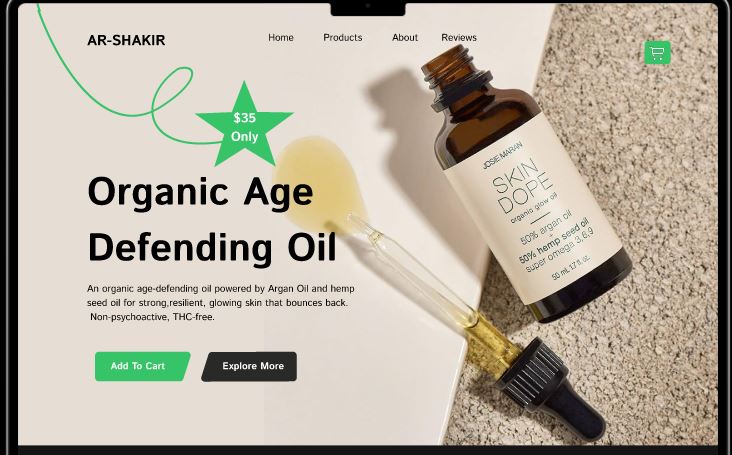 AR-SHAKIR
Home Products About Reviews
$35
Only
Organic Age
Defending Oil
An organic age-defending oil powered by Argan Oil and hemp
seed oil for strong,resilient, glowing skin that bounces back.
Non-psychoactive, THC-free.
Add To Cart Explore More
JOSIE MARAN
SKIN
DOPE
organic glow oil
50% argan oil
+
50% hemp seed oil
super omega 3,6,9
50 mL 1.7 fl. oz.